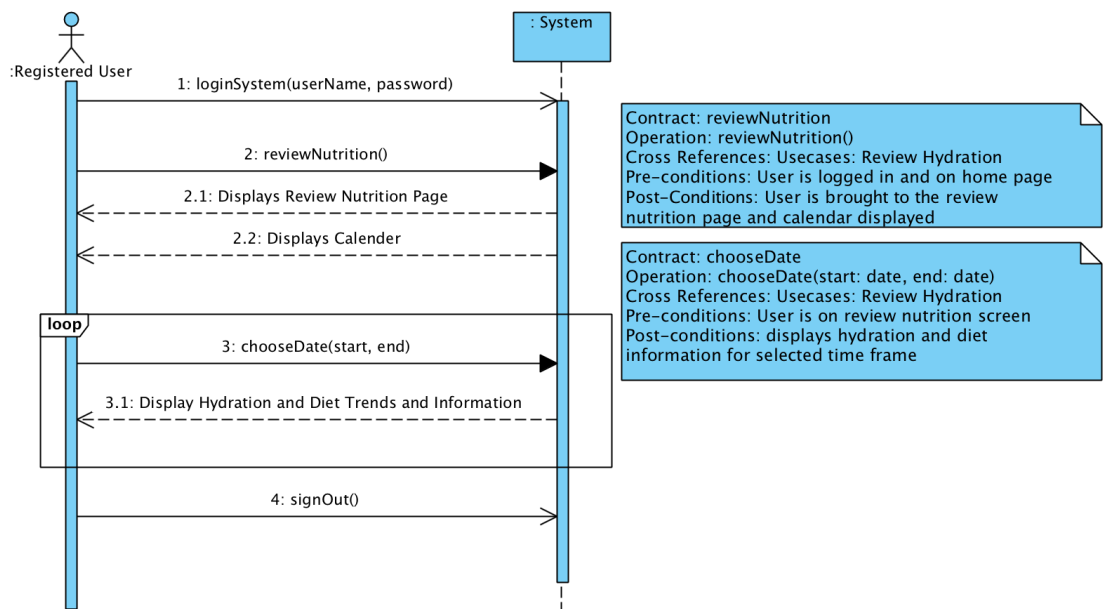 : System
:Registered User
1: loginSystem(userName, password)
2: reviewNutrition()
2.1: Displays Review Nutrition Page
2.2: Displays Calender
loop
3: chooseDate(start, end)
3.1: Display Hydration and Diet Trends and Information
4: signOut()
Contract: reviewNutrition
Operation: reviewNutrition()
Cross References: Usecases: Review Hydration
Pre-conditions: User is logged in and on home page
Post-Conditions: User is brought to the review
nutrition page and calendar displayed
Contract: chooseDate
Operation: chooseDate(start: date, end: date)
Cross References: Usecases: Review Hydration
Pre-conditions: User is on review nutrition screen
Post-conditions: displays hydration and diet
information for selected time frame